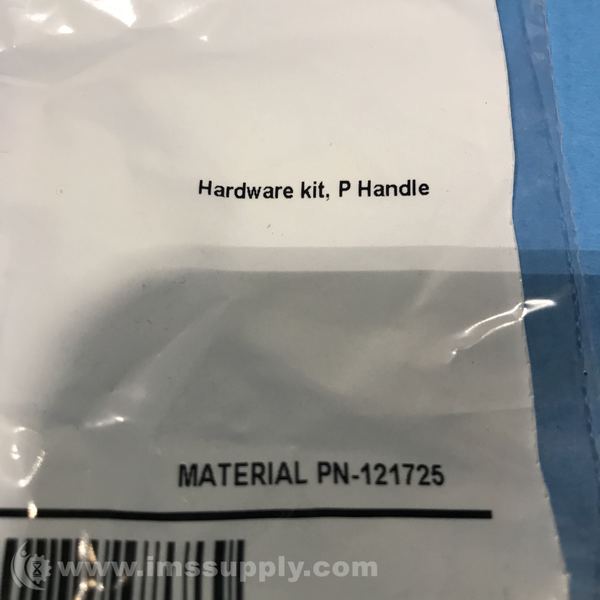 Hardware kit, P Handle
MATERIAL PN-121725
www.imssupply.com